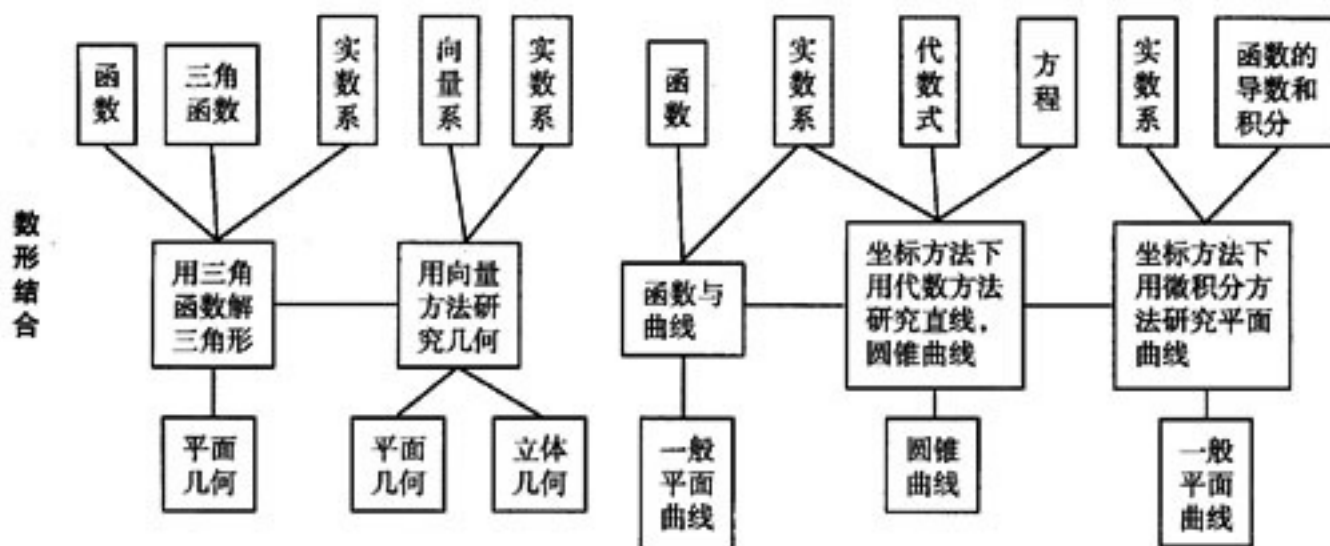 函数
三角
函数
实数系
向量系
实数系
函数
实数系
代数式
方程
实数系
函数的
导数和
积分
数形结合
用三角
函数解
三角形
用向量
方法研
究几何
函数与
曲线
坐标方法下
用代数方法
研究直线，
圆锥曲线
坐标方法下
用微积分方
法研究平面
曲线
平面
几何
平面
几何
立体
几何
一般
平面
曲线
圆锥
曲线
一般
平面
曲线